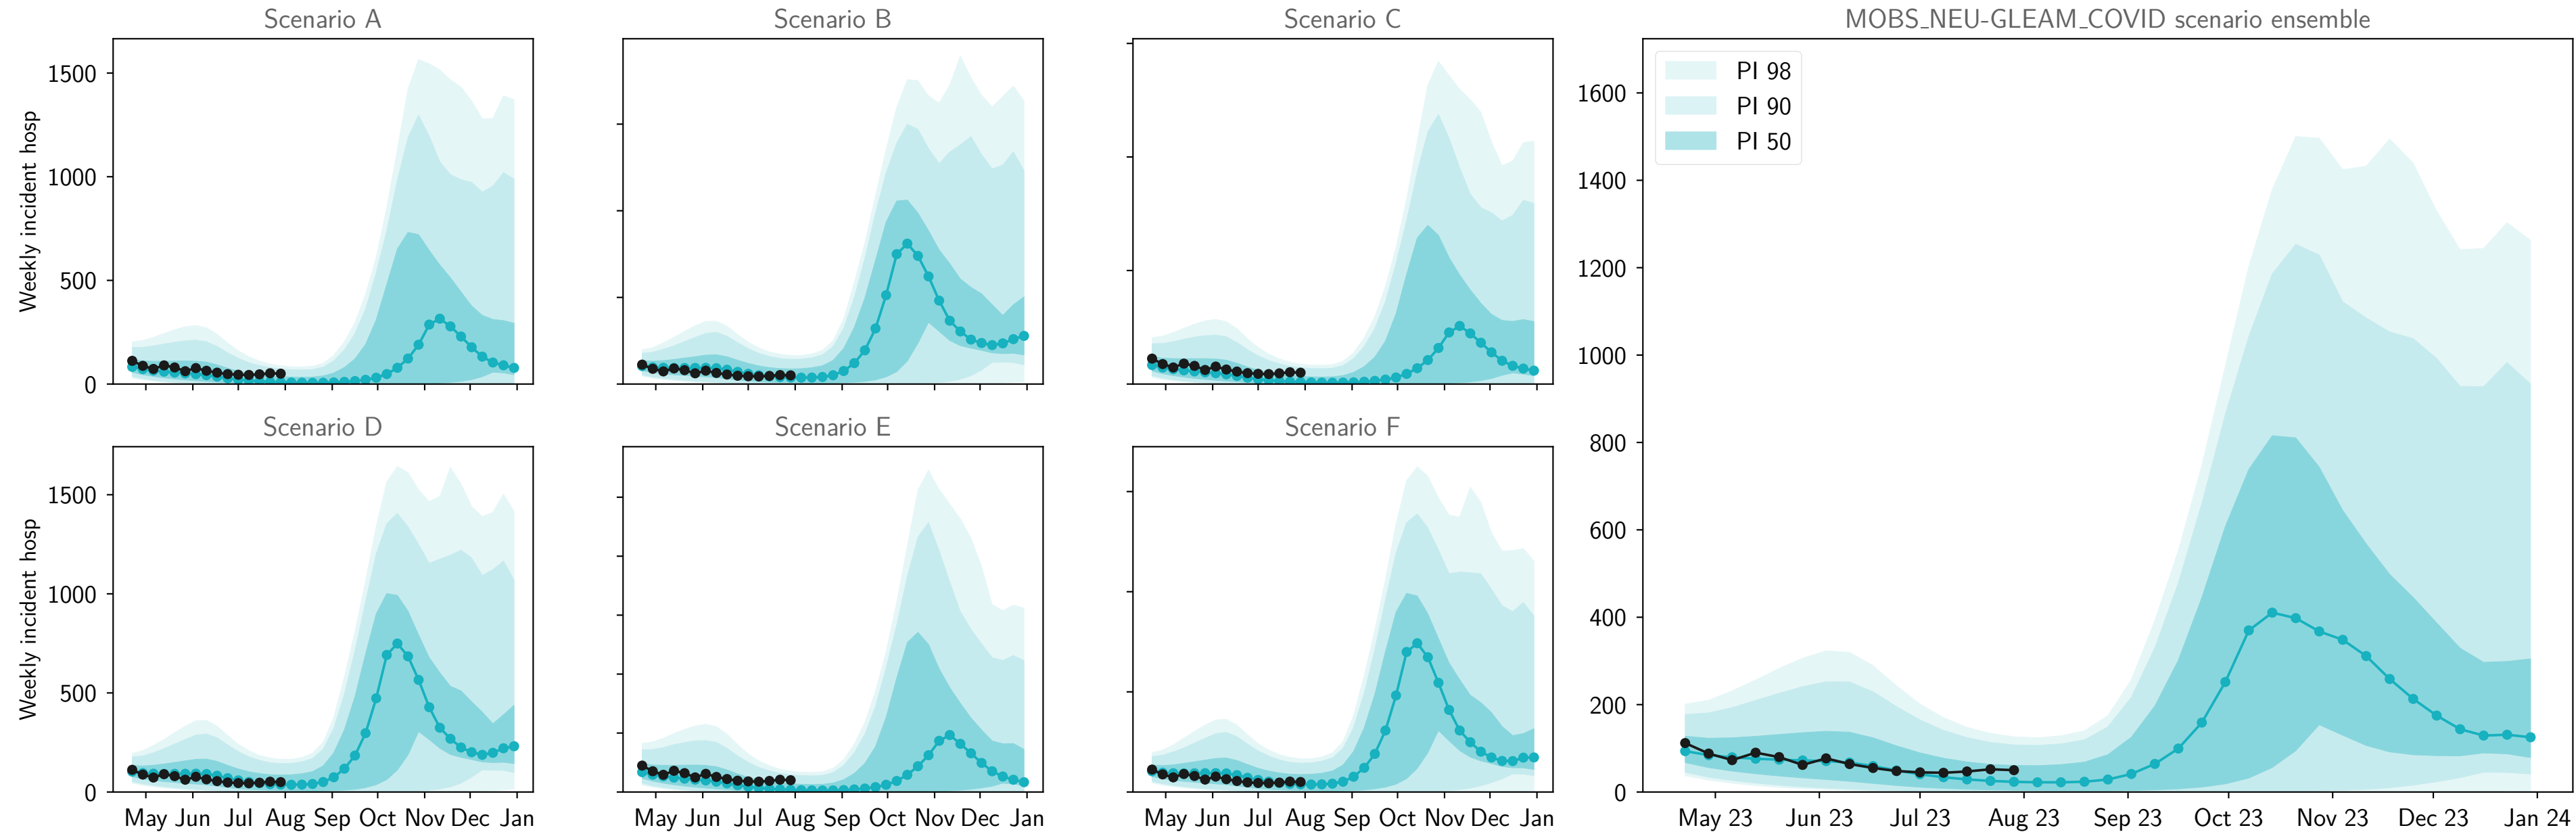 Scenario A
Scenario B
Scenario C
MOBS_NEU-GLEAM_COVID scenario ensemble
Weekly incident hosp
1500
1000
500
0
PI 98
PI 90
PI 50
1600
1400
1200
1000
800
600
400
200
0
Scenario D
Scenario E
Scenario F
Weekly incident hosp
1500
1000
500
0
May Jun Jul Aug Sep Oct Nov Dec Jan
May Jun Jul Aug Sep Oct Nov Dec Jan
May Jun Jul Aug Sep Oct Nov Dec Jan
May 23 Jun 23 Jul 23 Aug 23 Sep 23 Oct 23 Nov 23 Dec 23 Jan 24